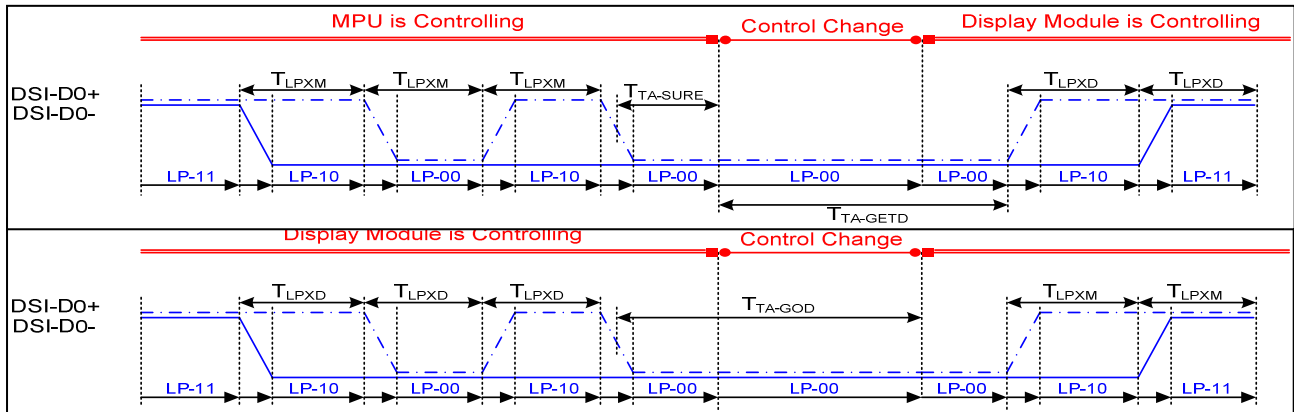 MPU is Controlling Control Change Display Module is Controlling
TLPXM TLPXM TLPXM TLPXD TLPXD
DSI-D0+
DSI-D0-
TTA-SURE
LP-11 LP-10 LP-00 LP-10 LP-00 LP-00 LP-00 LP-10 LP-11
TTA-GETD
Display Module is Controlling Control Change
TLPXD TLPXD TLPXD TLPXM TLPXM
DSI-D0+
DSI-D0-
TTA-GOD
LP-11 LP-10 LP-00 LP-10 LP-00 LP-00 LP-00 LP-10 LP-11